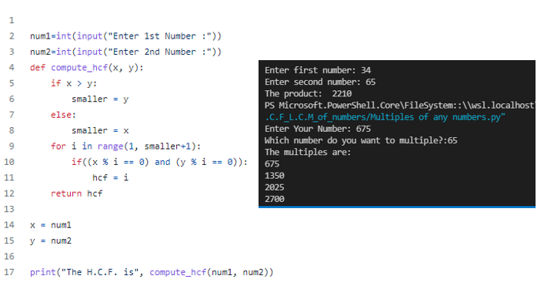 1
2 num1=int(input("Enter 1st Number :"))
3 num2=int(input("Enter 2nd Number :"))
4 def compute_hcf(x, y):
5 if x > y:
6 smaller = y
7 else:
8 smaller = x
9 for i in range(1, smaller+1):
10 if((x % i == 0) and (y % i == 0)):
11 hcf = i
12 return hcf
13
14 x = num1
15 y = num2
16
17 print("The H.C.F. is", compute_hcf(num1, num2))
Enter first number: 34
Enter second number: 65
The product:  2210
PS Microsoft.PowerShell.Core\FileSystem::\\wsl.localhost
.C.F_L.C.M_of_numbers/Multiples of any numbers.py"
Enter Your Number: 675
Which number do you want to multiple?:65
The multiples are:
675
1350
2025
2700